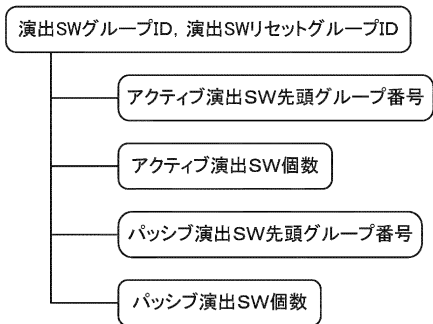 演出SWグループID, 演出SWリセットグループID
アクティブ演出SW先頭グループ番号
アクティブ演出SW個数
パッシブ演出SW先頭グループ番号
パッシブ演出SW個数